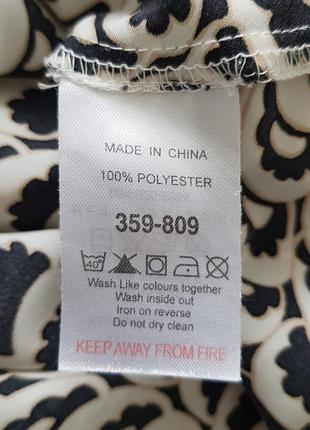 MADE IN CHINA
100% POLYESTER
359-809
40°
Wash Like colours together
Wash inside out
Iron on reverse
Do not dry clean
KEEP AWAY FROM FIRE